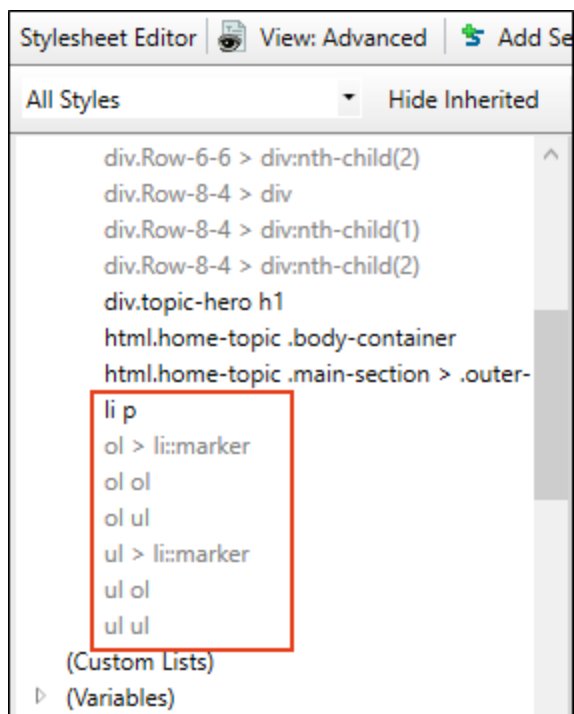 Stylesheet Editor View: Advanced Add Se
All Styles Hide Inherited
div.Row-6-6 > div:nth-child(2)
div.Row-8-4 > div
div.Row-8-4 > div:nth-child(1)
div.Row-8-4 > div:nth-child(2)
div.topic-hero h1
html.home-topic .body-container
html.home-topic .main-section > .outer-
li p
ol > li::marker
ol ol
ol ul
ul > li::marker
ul ol
ul ul
(Custom Lists)
(Variables)